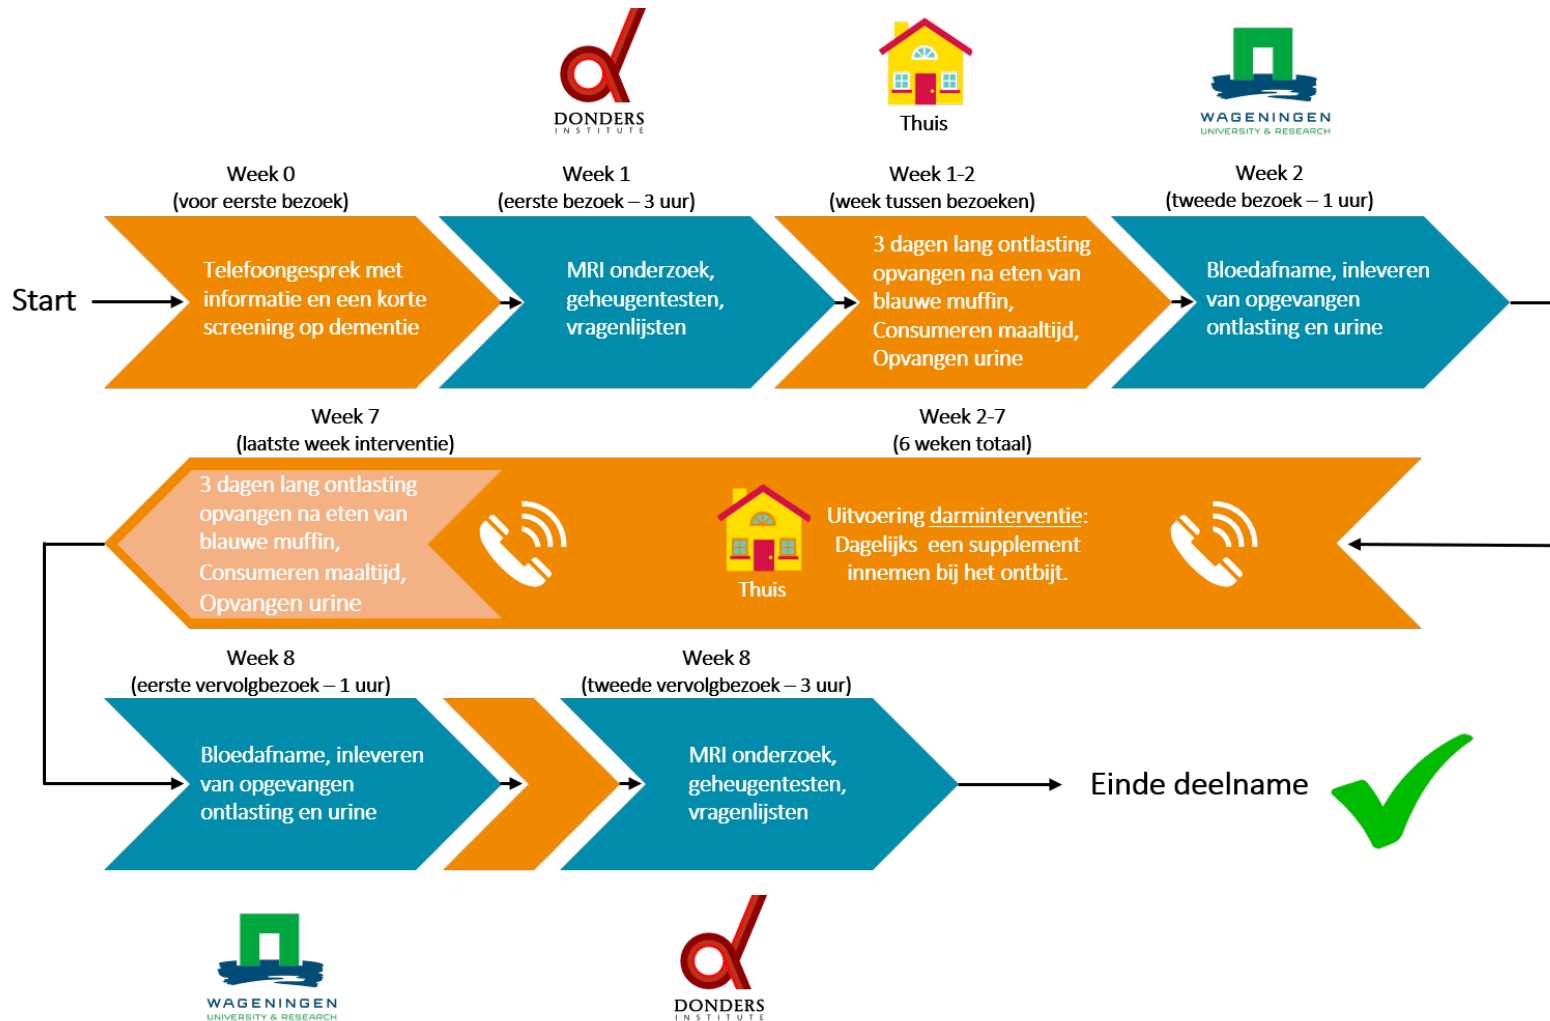 DONDERS
INSTITUTE
Thuis
WAGENINGEN
UNIVERSITY & RESEARCH
Week 0
(voor eerste bezoek)
Week 1
(eerste bezoek – 3 uur)
Week 1-2
(week tussen bezoeken)
Week 2
(tweede bezoek – 1 uur)
Start
Telefoongesprek met
informatie en een korte
screening op dementie
MRI onderzoek,
geheugentesten,
vragenlijsten
3 dagen lang ontlasting
opvangen na eten van
blauwe muffin,
Consumeren maaltijd,
Opvangen urine
Bloedafname, inleveren
van opgevangen
ontlasting en urine
Week 7
(laatste week interventie)
Week 2-7
(6 weken totaal)
3 dagen lang ontlasting
opvangen na eten van
blauwe muffin,
Consumeren maaltijd,
Opvangen urine
Thuis
Uitvoering darminterventie:
Dagelijks een supplement
innemen bij het ontbijt.
Week 8
(eerste vervolgbezoek – 1 uur)
Week 8
(tweede vervolgbezoek – 3 uur)
Bloedafname, inleveren
van opgevangen
ontlasting en urine
MRI onderzoek,
geheugentesten,
vragenlijsten
Einde deelname
WAGENINGEN
UNIVERSITY & RESEARCH
DONDERS
INSTITUTE